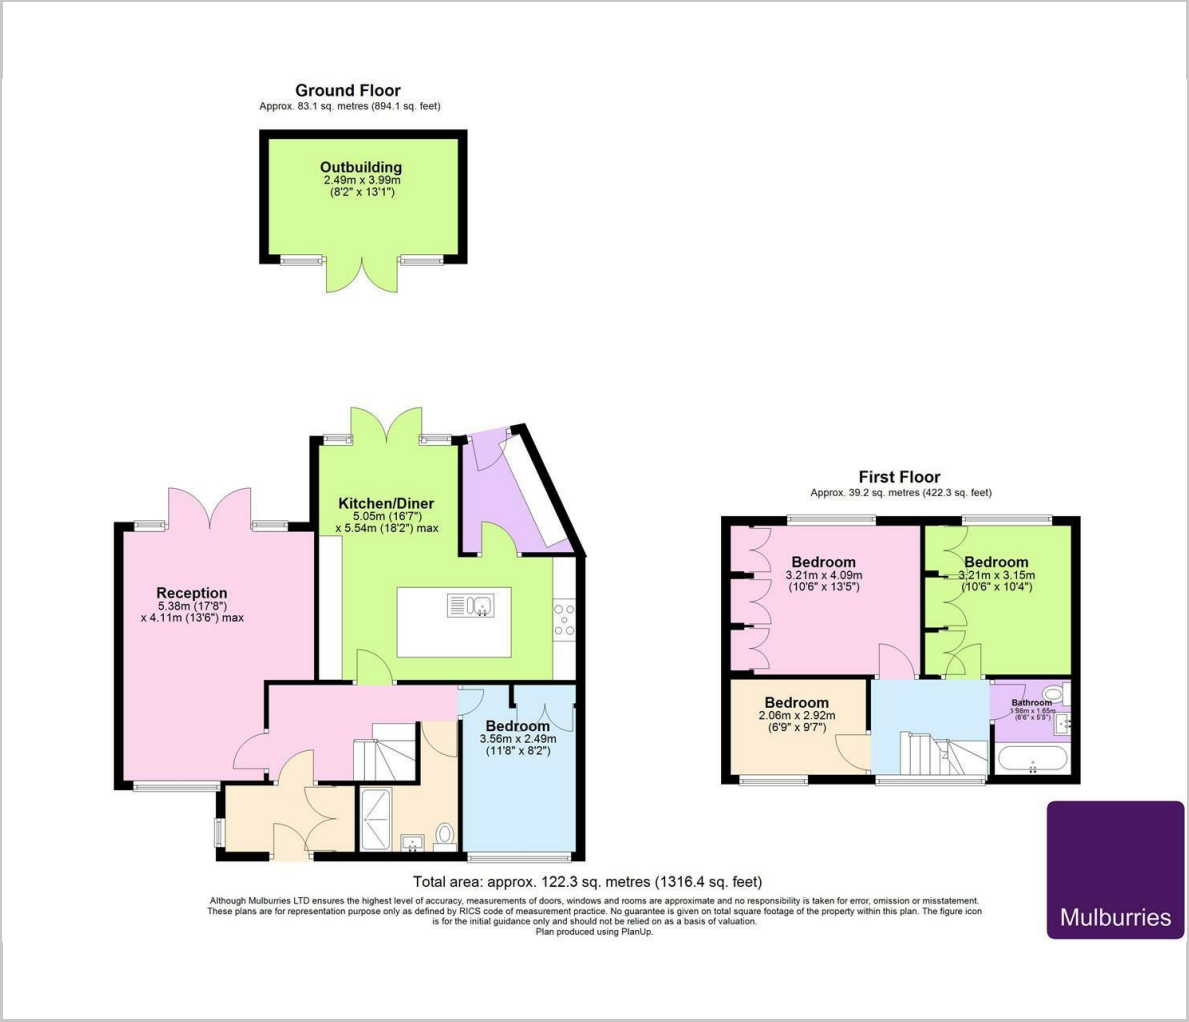 Ground Floor
Approx. 83.1 sq. metres (894.1 sq. feet)
Outbuilding
2.49m x 3.99m
(8'2" x 13'1")
Kitchen/Diner
5.05m (16'7")
x 5.54m (18'2") max
Reception
5.38m (17'8")
x 4.11m (13'6") max
Bedroom
3.56m x 2.49m
(11'8" x 8'2")
First Floor
Approx. 39.2 sq. metres (422.3 sq. feet)
Bedroom
3.21m x 4.09m
(10'6" x 13'5")
Bedroom
3.21m x 3.15m
(10'6" x 10'4")
Bedroom
2.06m x 2.92m
(6'9" x 9'7")
Bathroom
1.98m x 1.65m
(6'6" x 5'5")
Total area: approx. 122.3 sq. metres (1316.4 sq. feet)
Although Mulburries LTD ensures the highest level of accuracy, measurements of doors, windows and rooms are approximate and no responsibility is taken for error, omission or misstatement.
These plans are for representation purpose only as defined by RICS code of measurement practice. No guarantee is given on total square footage of the property within this plan. The figure icon
is for the initial guidance only and should not be relied on as a basis of valuation.
Plan produced using PlanUp.
Mulburries